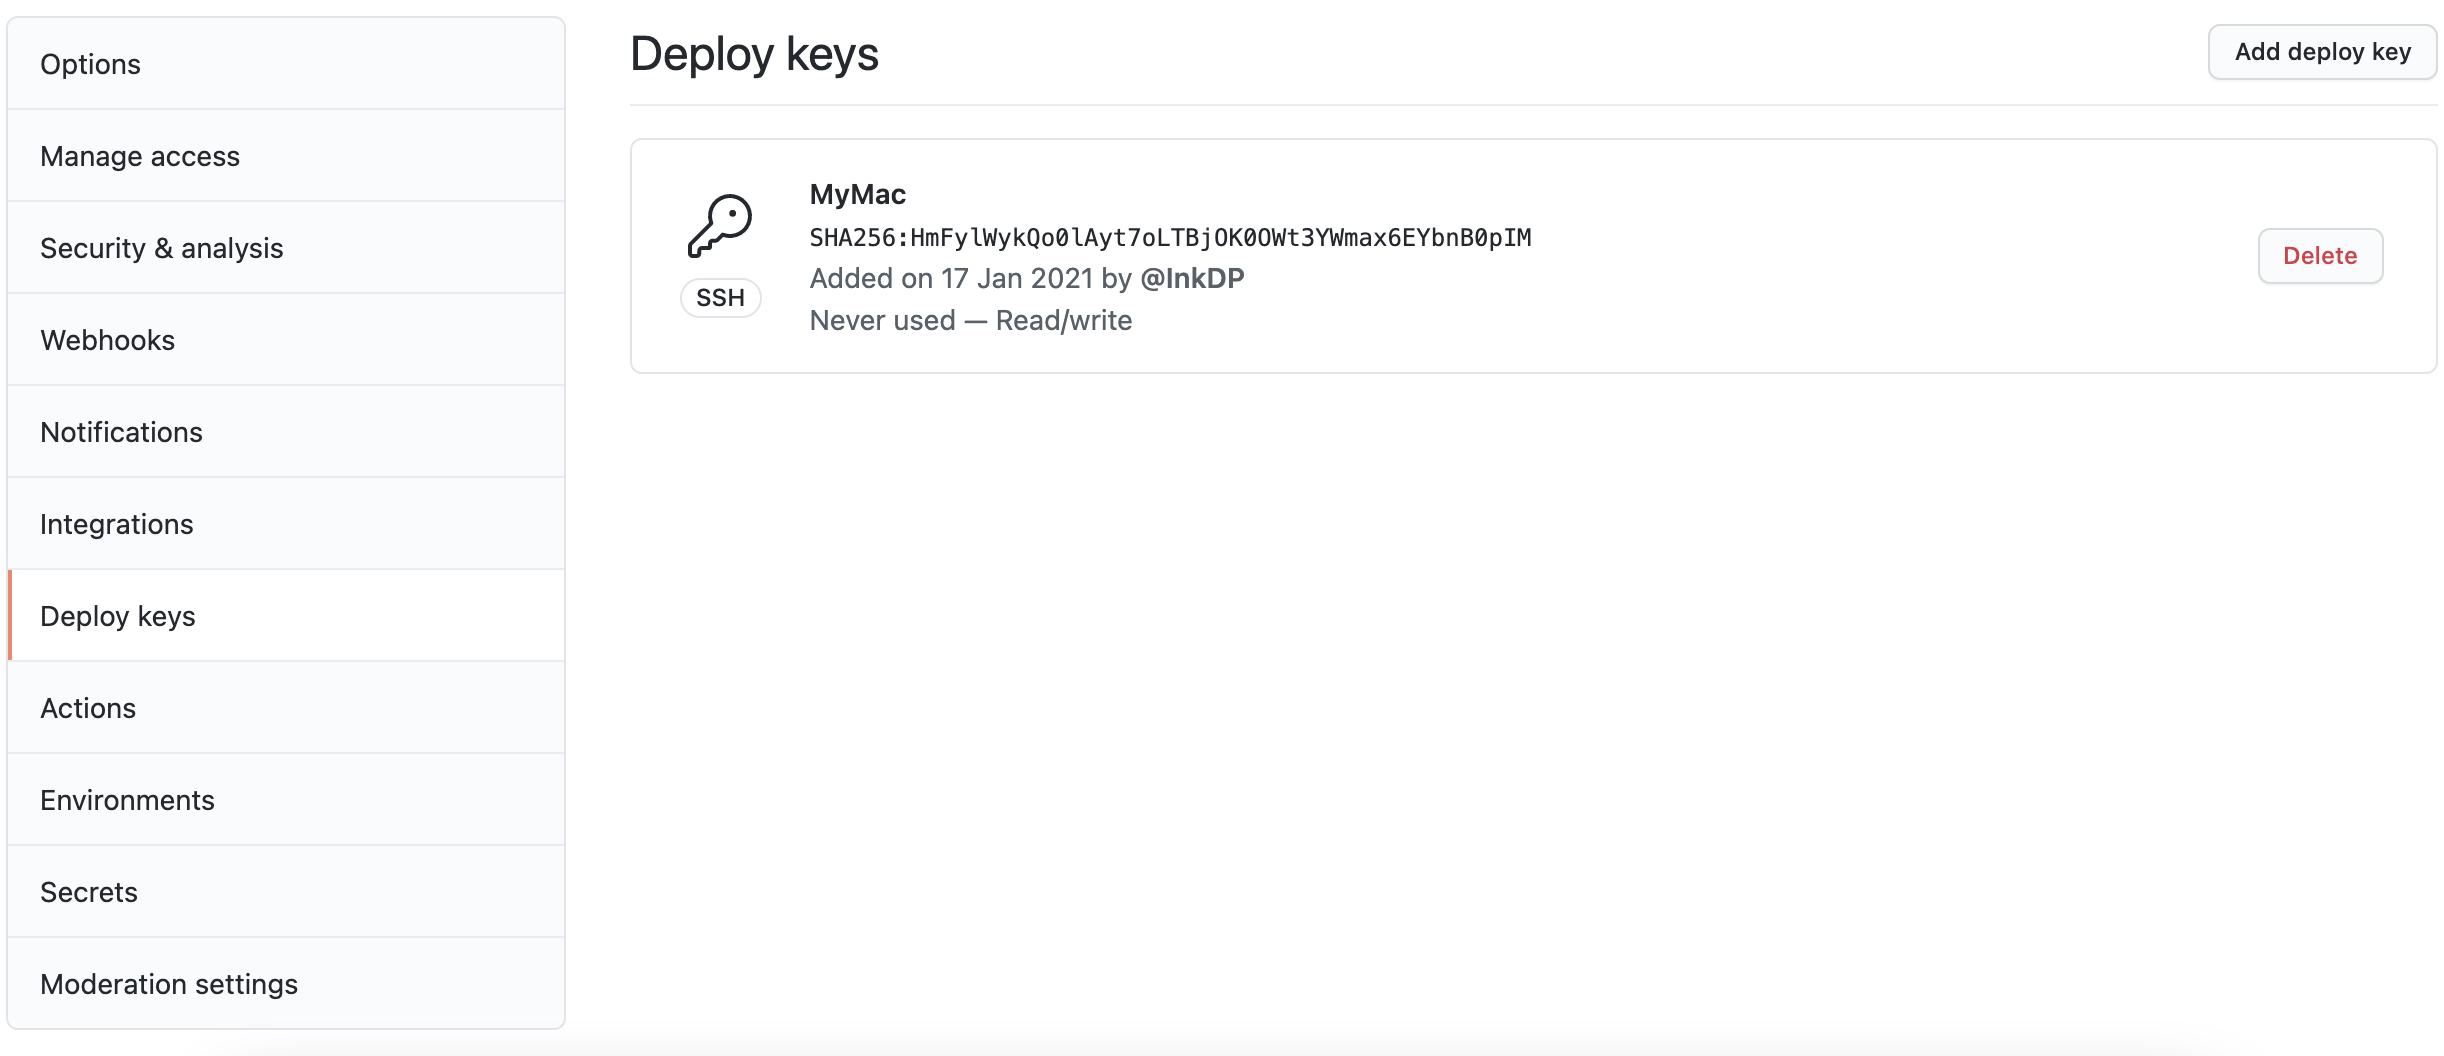 Options
Manage access
Security & analysis
Webhooks
Notifications
Integrations
Deploy keys
Actions
Environments
Secrets
Moderation settings
Deploy keys
Add deploy key
MyMac
SHA256:HmFylWykQo0lAyt7oLTBjOK0OWt3YWmax6EYbnB0pIM
Added on 17 Jan 2021 by @InkDP
Never used — Read/write
SSH
Delete